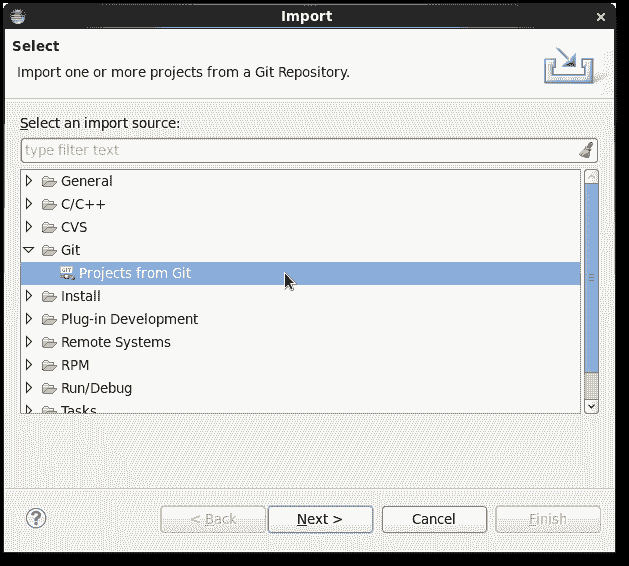 Import
Select
Import one or more projects from a Git Repository.
Select an import source:
type filter text
General
C/C++
CVS
Git
GIT Projects from Git
Install
Plug-in Development
Remote Systems
RPM
Run/Debug
Tasks
? < Back Next > Cancel Finish